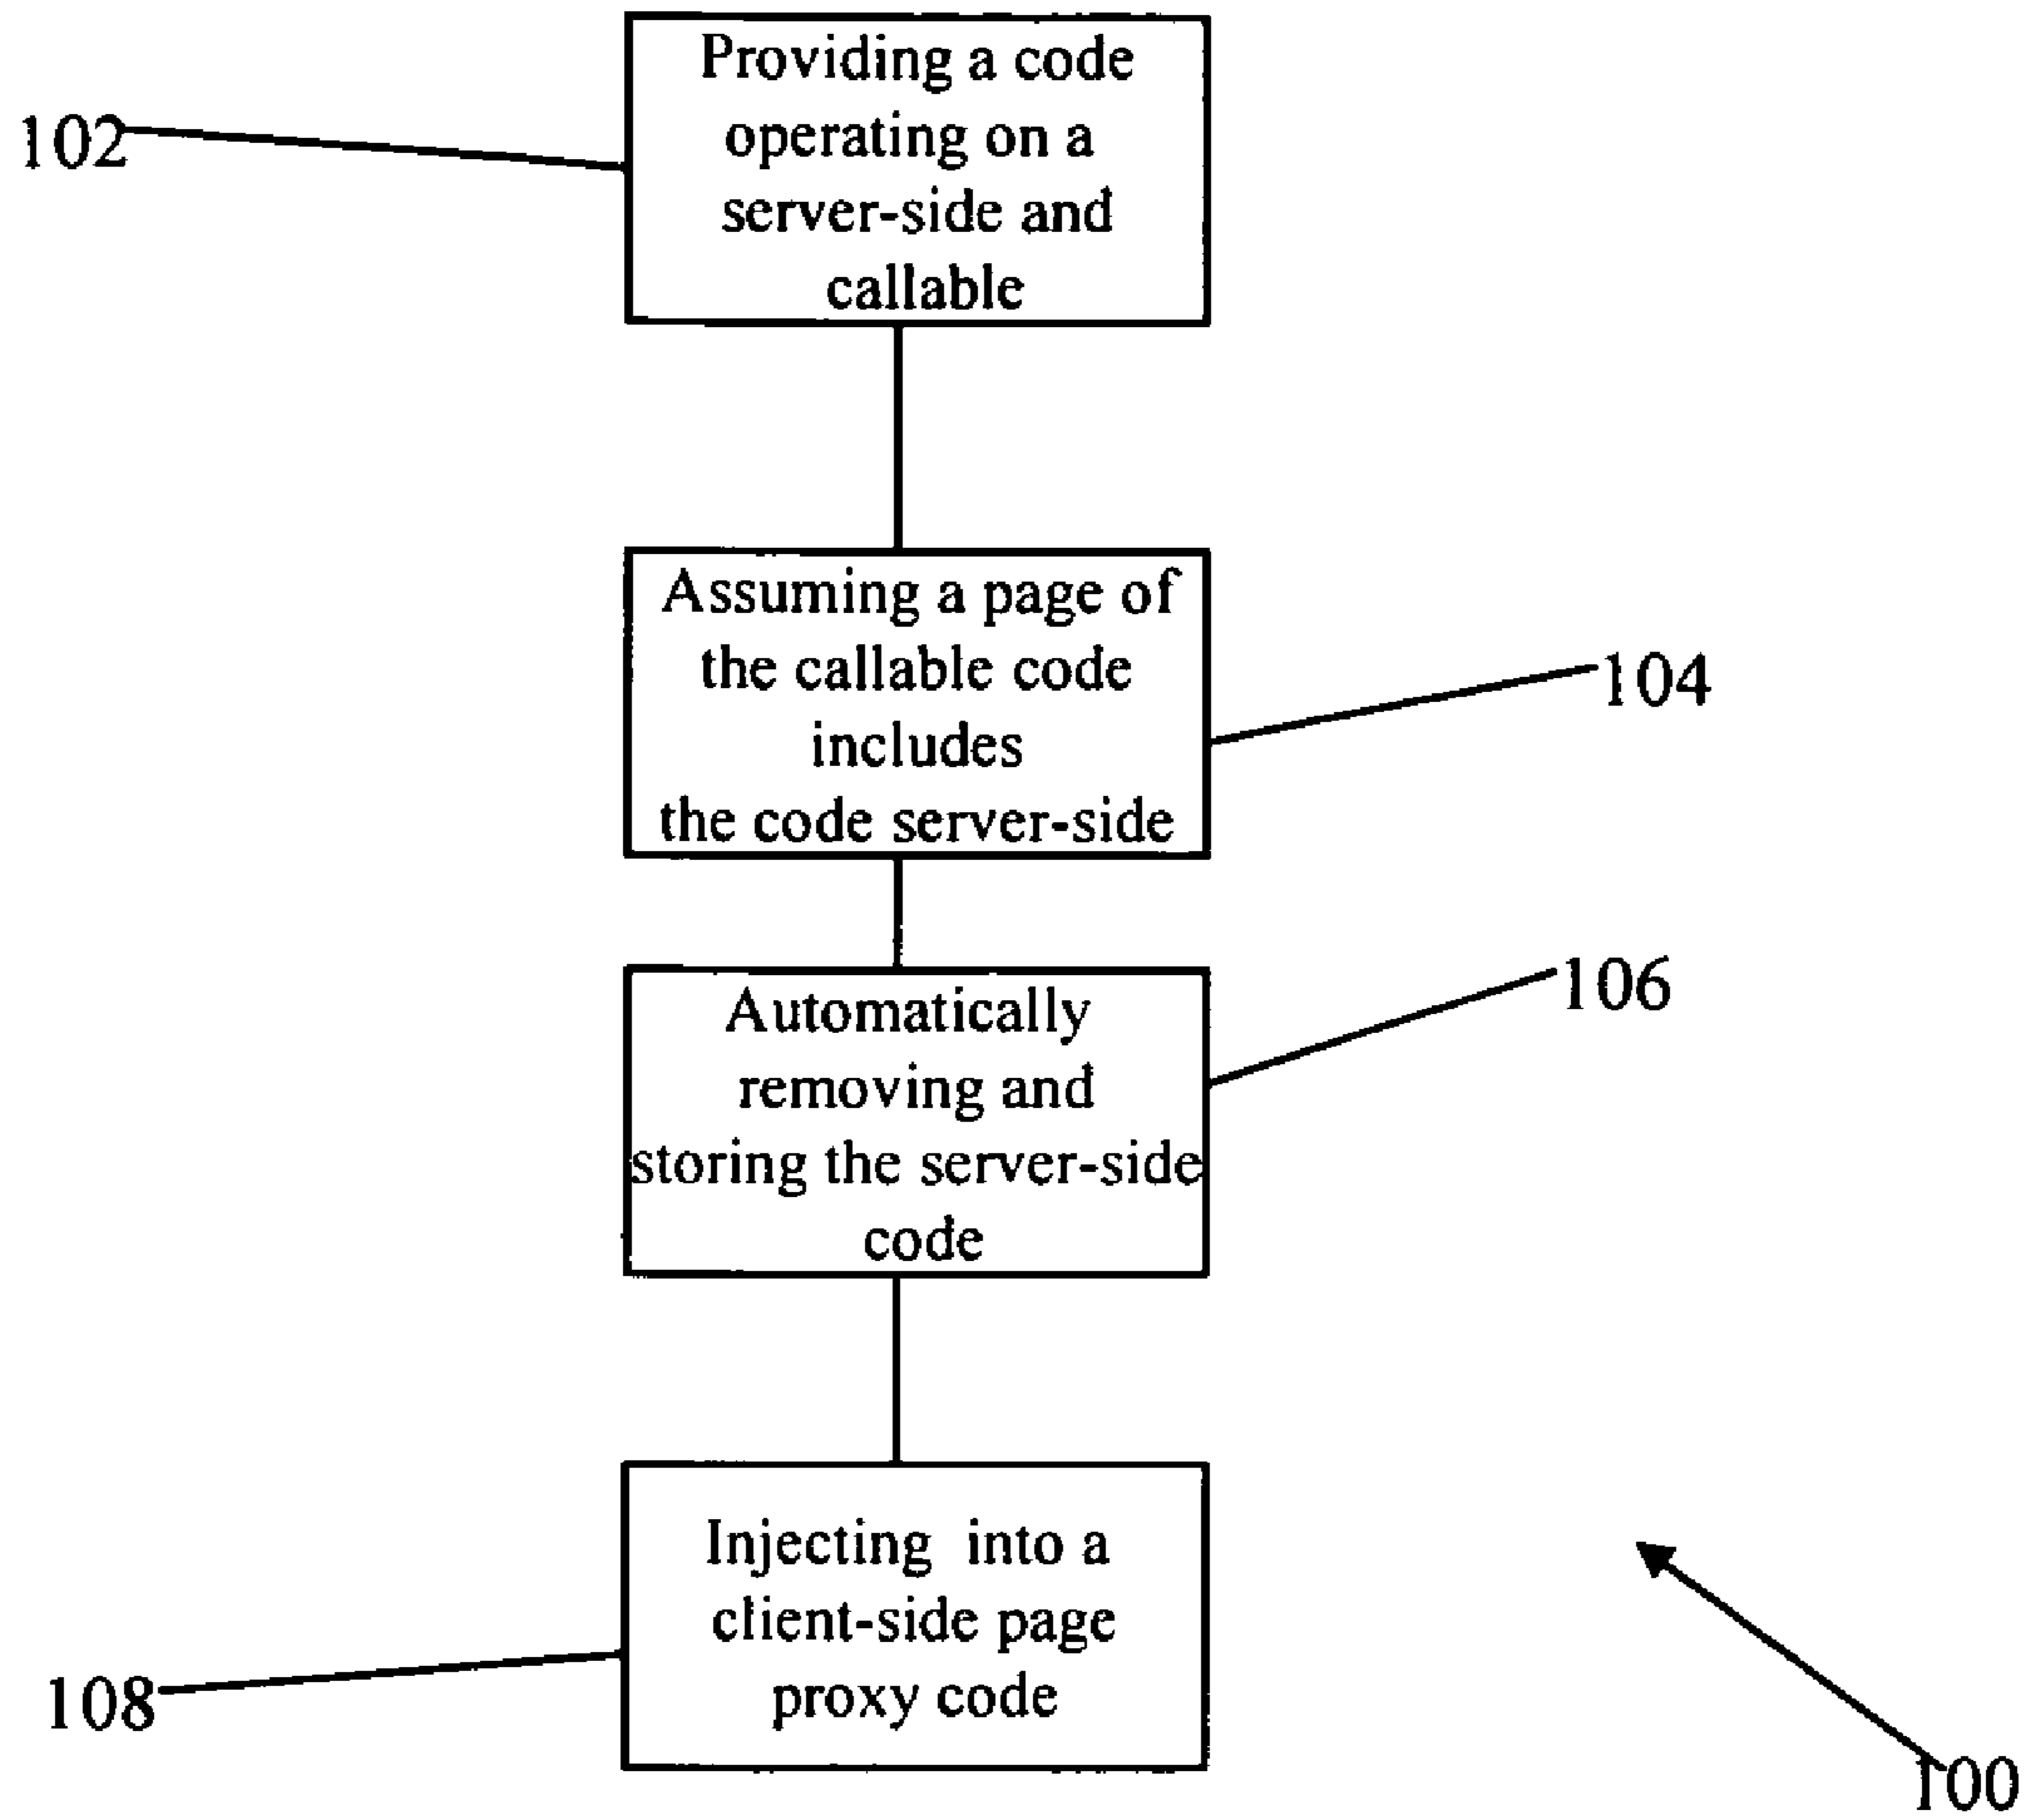 Providing a code
operating on a
server-side and
callable
102
Assuming a page of
the callable code
includes
the code server-side
104
Automatically
removing and
storing the server-side
code
106
Injecting into a
client-side page
proxy code
108
100